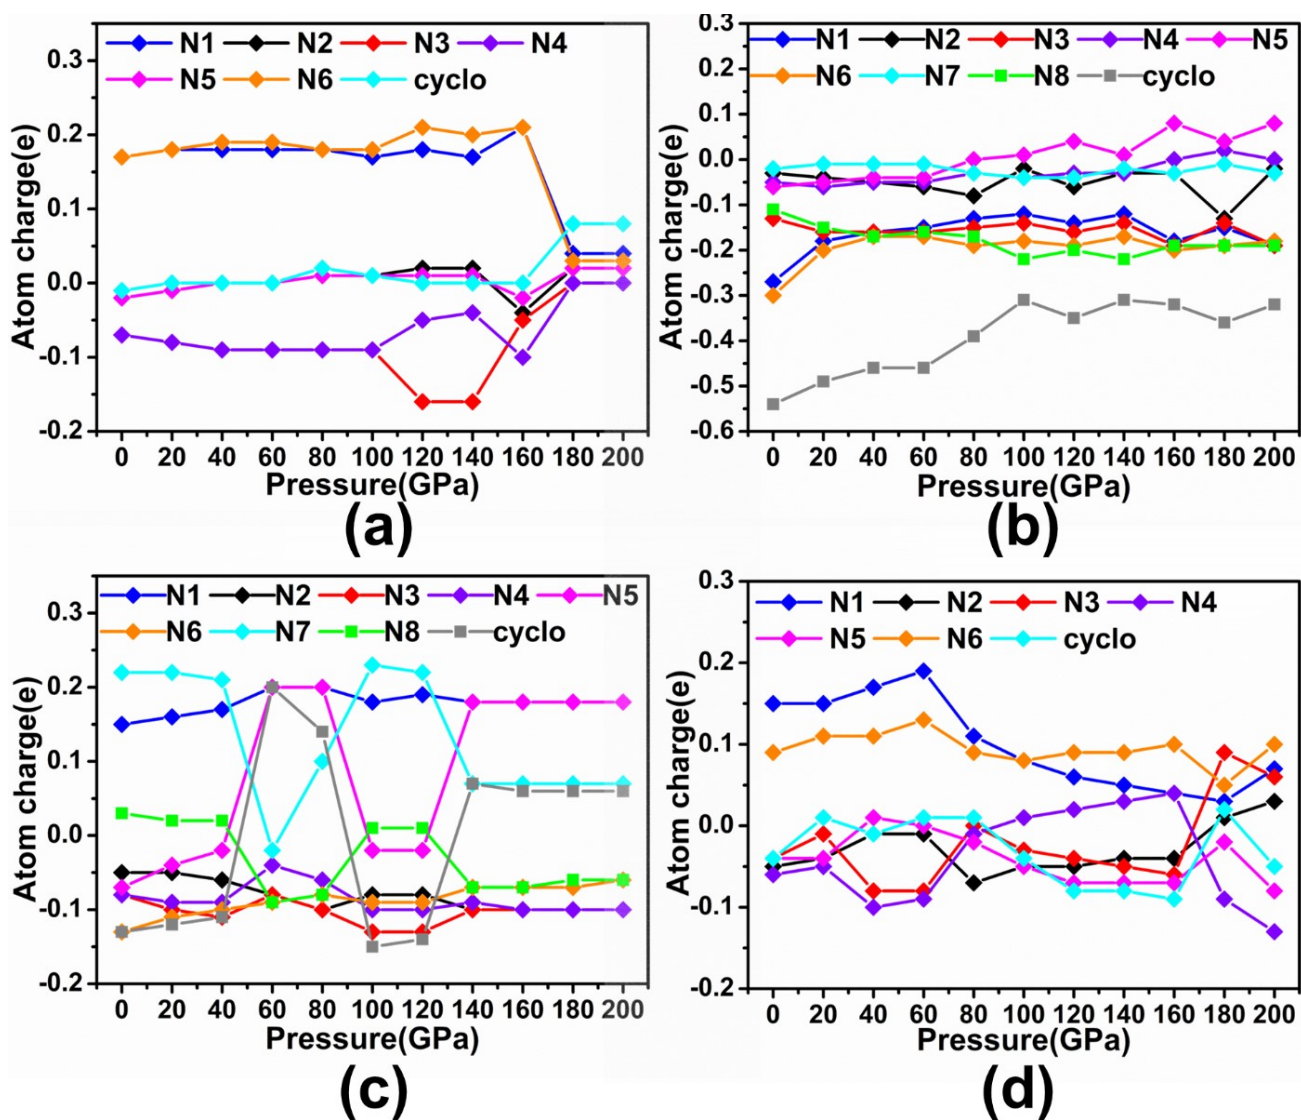 N1 N2 N3 N4
N5 N6 cyclo
Atom charge(e)
0.3
0.2
0.1
0.0
-0.1
-0.2
0 20 40 60 80 100 120 140 160 180 200
Pressure(GPa)
(a)
N1 N2 N3 N4 N5
N6 N7 N8 cyclo
Atom charge(e)
0.3
0.2
0.1
0.0
-0.1
-0.2
-0.3
-0.4
-0.5
-0.6
0 20 40 60 80 100 120 140 160 180 200
Pressure(GPa)
(b)
N1 N2 N3 N4 N5
N6 N7 N8 cyclo
Atom charge(e)
0.3
0.2
0.1
0.0
-0.1
-0.2
0 20 40 60 80 100 120 140 160 180 200
Pressure(GPa)
(c)
N1 N2 N3 N4
N5 N6 cyclo
Atom charge(e)
0.3
0.2
0.1
0.0
-0.1
-0.2
0 20 40 60 80 100 120 140 160 180 200
Pressure(GPa)
(d)